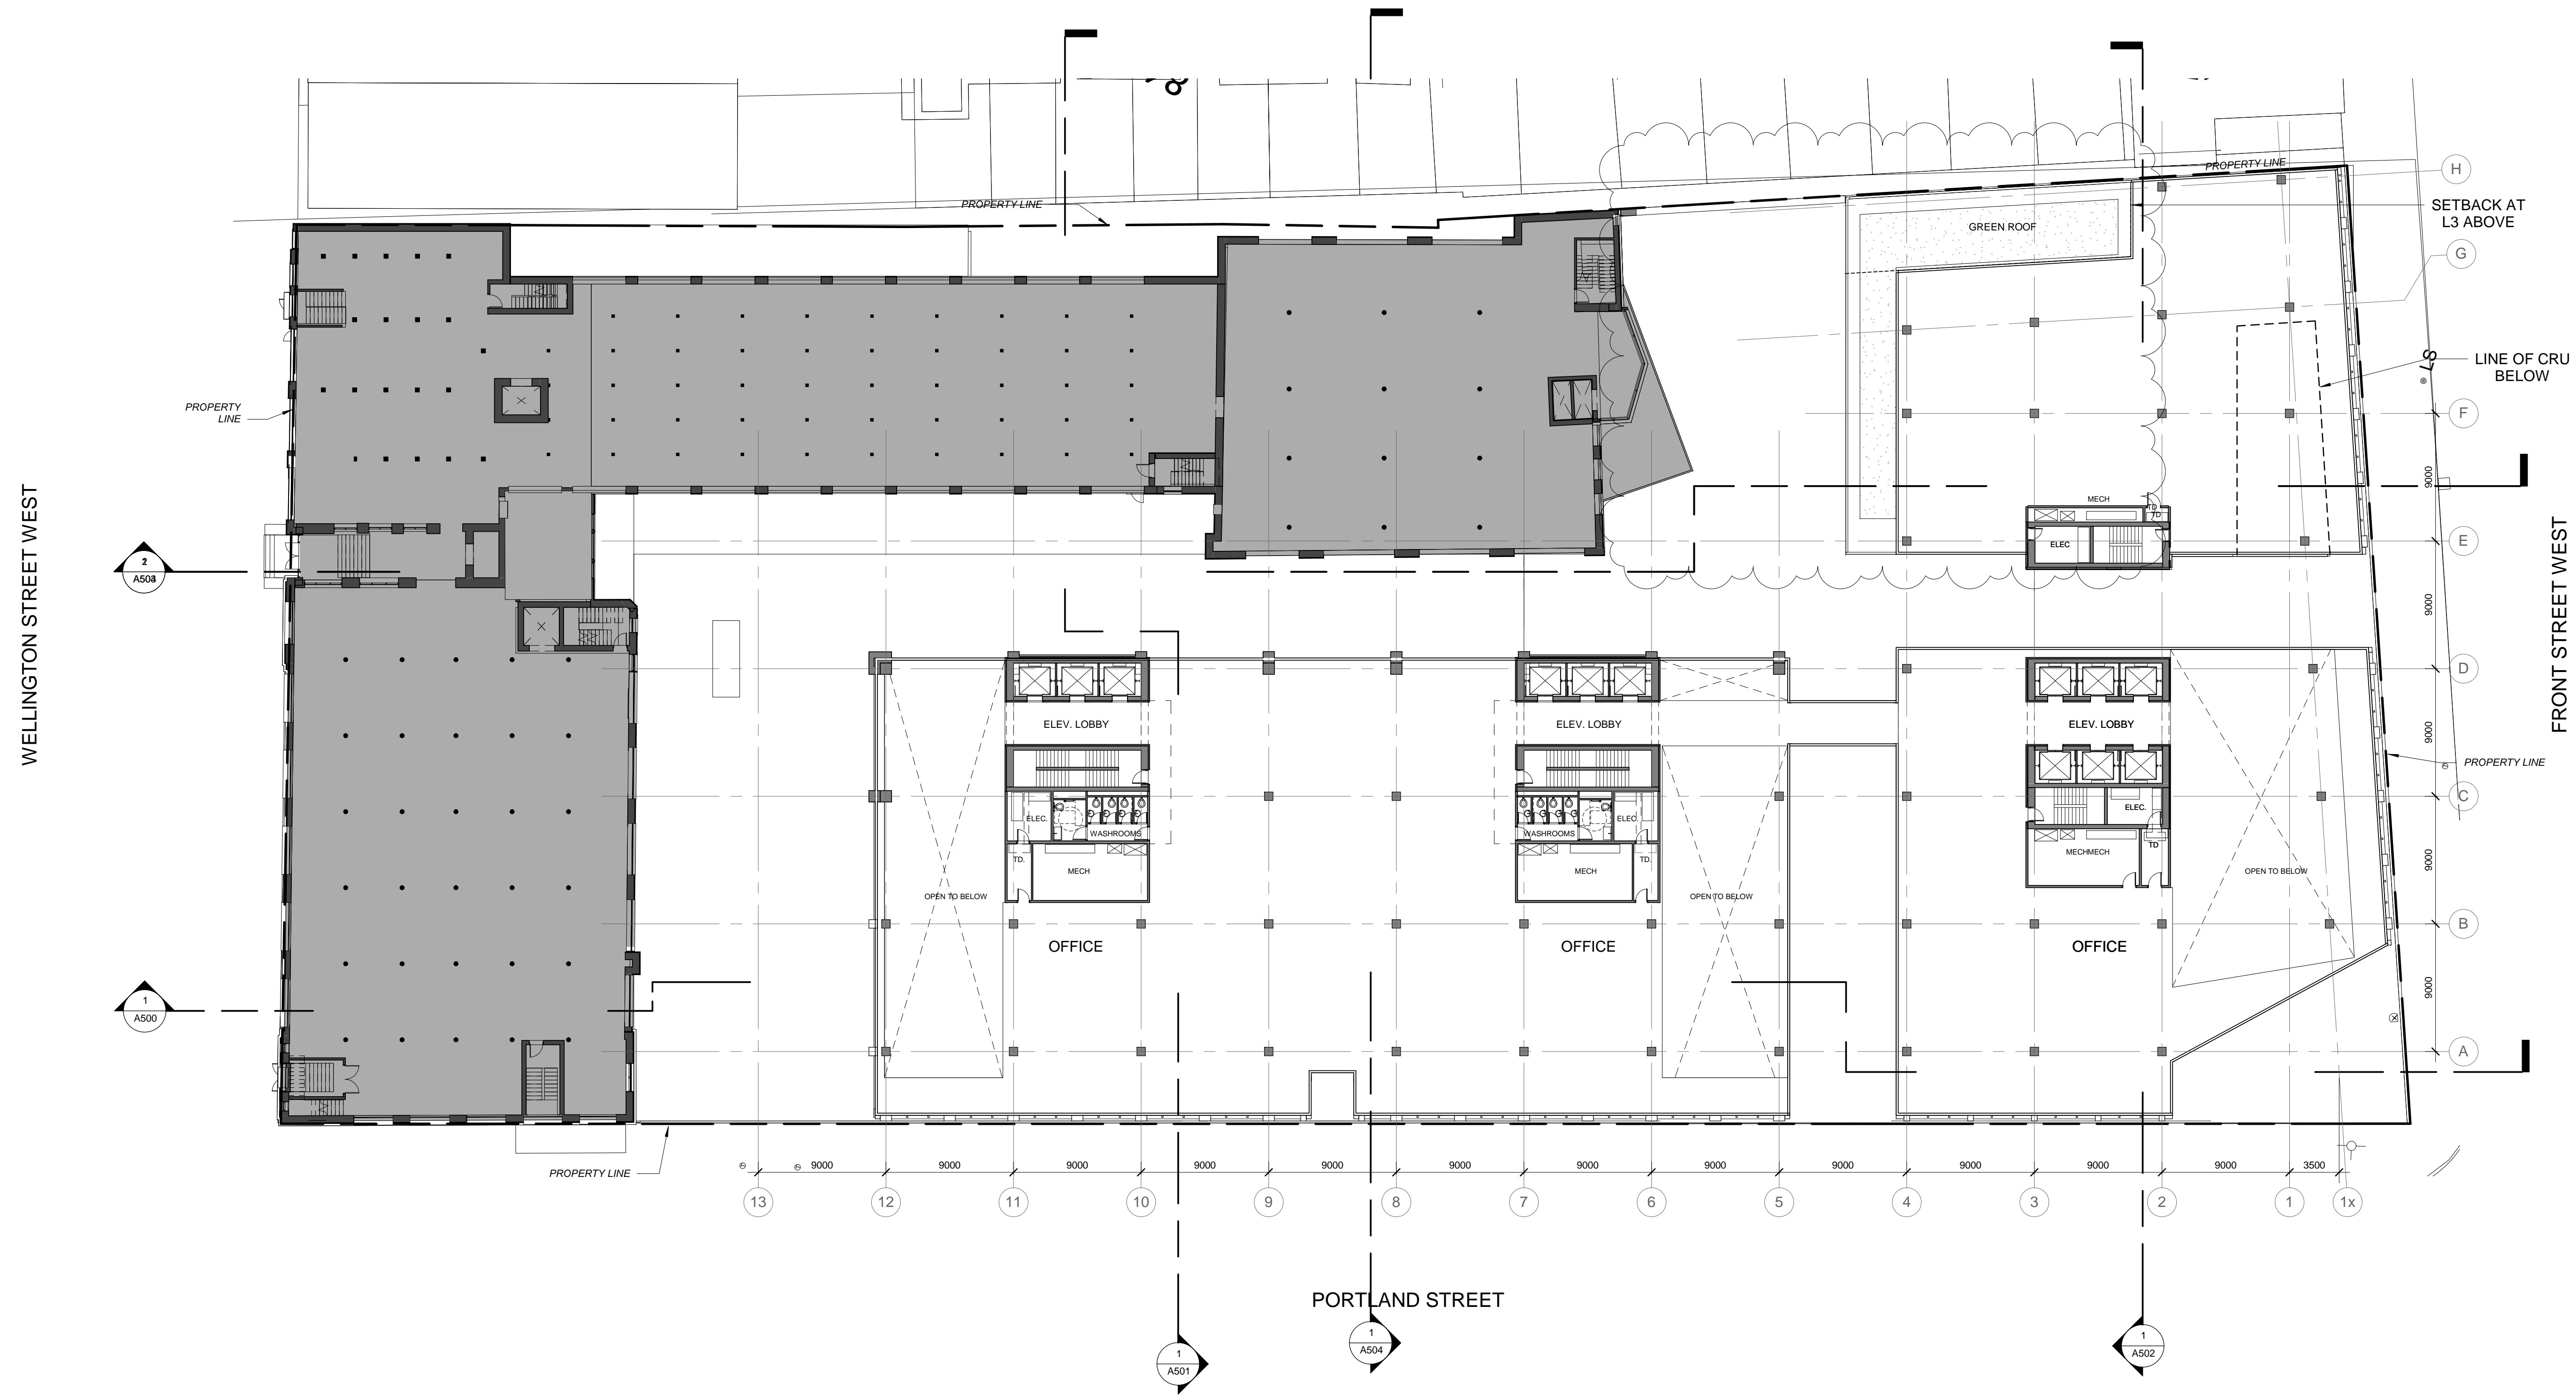 8
PROPERTY LINE
H
SETBACK AT
L3 ABOVE
PROPERTY LINE
GREEN ROOF
G
S
LINE OF CRU
BELOW
PROPERTY
LINE
F
9000
MECH
TD
TD
ELEC
E
WELLINGTON STREET WEST
FRONT STREET WEST
9000
D
ELEV. LOBBY
ELEV. LOBBY
ELEV. LOBBY
9000
PROPERTY LINE
C
ELEC.
WASHROOMS
WASHROOMS
ELEC.
ELEC.
9000
TD.
MECH
MECH
TD.
MECHMECH
TD
OPEN TO BELOW
OPEN TO BELOW
OPEN TO BELOW
B
OFFICE
OFFICE
OFFICE
9000
1
A500
A
PROPERTY LINE
9000
9000
9000
9000
9000
9000
9000
9000
9000
9000
9000
9000
3500
13
12
11
10
9
8
7
6
5
4
3
2
1
1x
PORTLAND STREET
1
A501
1
A504
1
A502